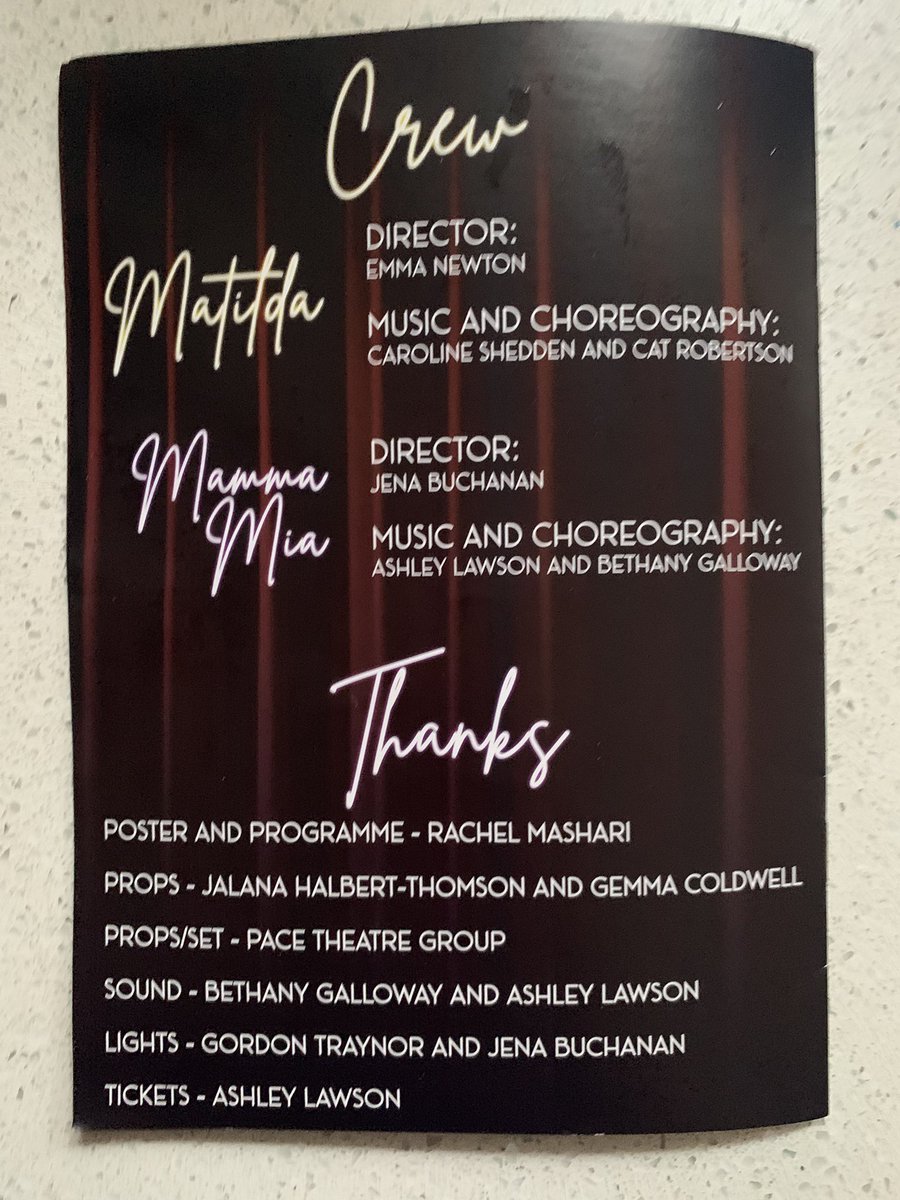 Crew
Matilda
DIRECTOR:
EMMA NEWTON
MUSIC AND CHOREOGRAPHY:
CAROLINE SHEDDEN AND CAT ROBERTSON
Mamma
Mia
DIRECTOR:
JENA BUCHANAN
MUSIC AND CHOREOGRAPHY:
ASHLEY LAWSON AND BETHANY GALLOWAY
Thanks
POSTER AND PROGRAMME - RACHEL MASHARI
PROPS - JALANA HALBERT-THOMSON AND GEMMA COLDWELL
PROPS/SET - PACE THEATRE GROUP
SOUND - BETHANY GALLOWAY AND ASHLEY LAWSON
LIGHTS - GORDON TRAYNOR AND JENA BUCHANAN
TICKETS - ASHLEY LAWSON